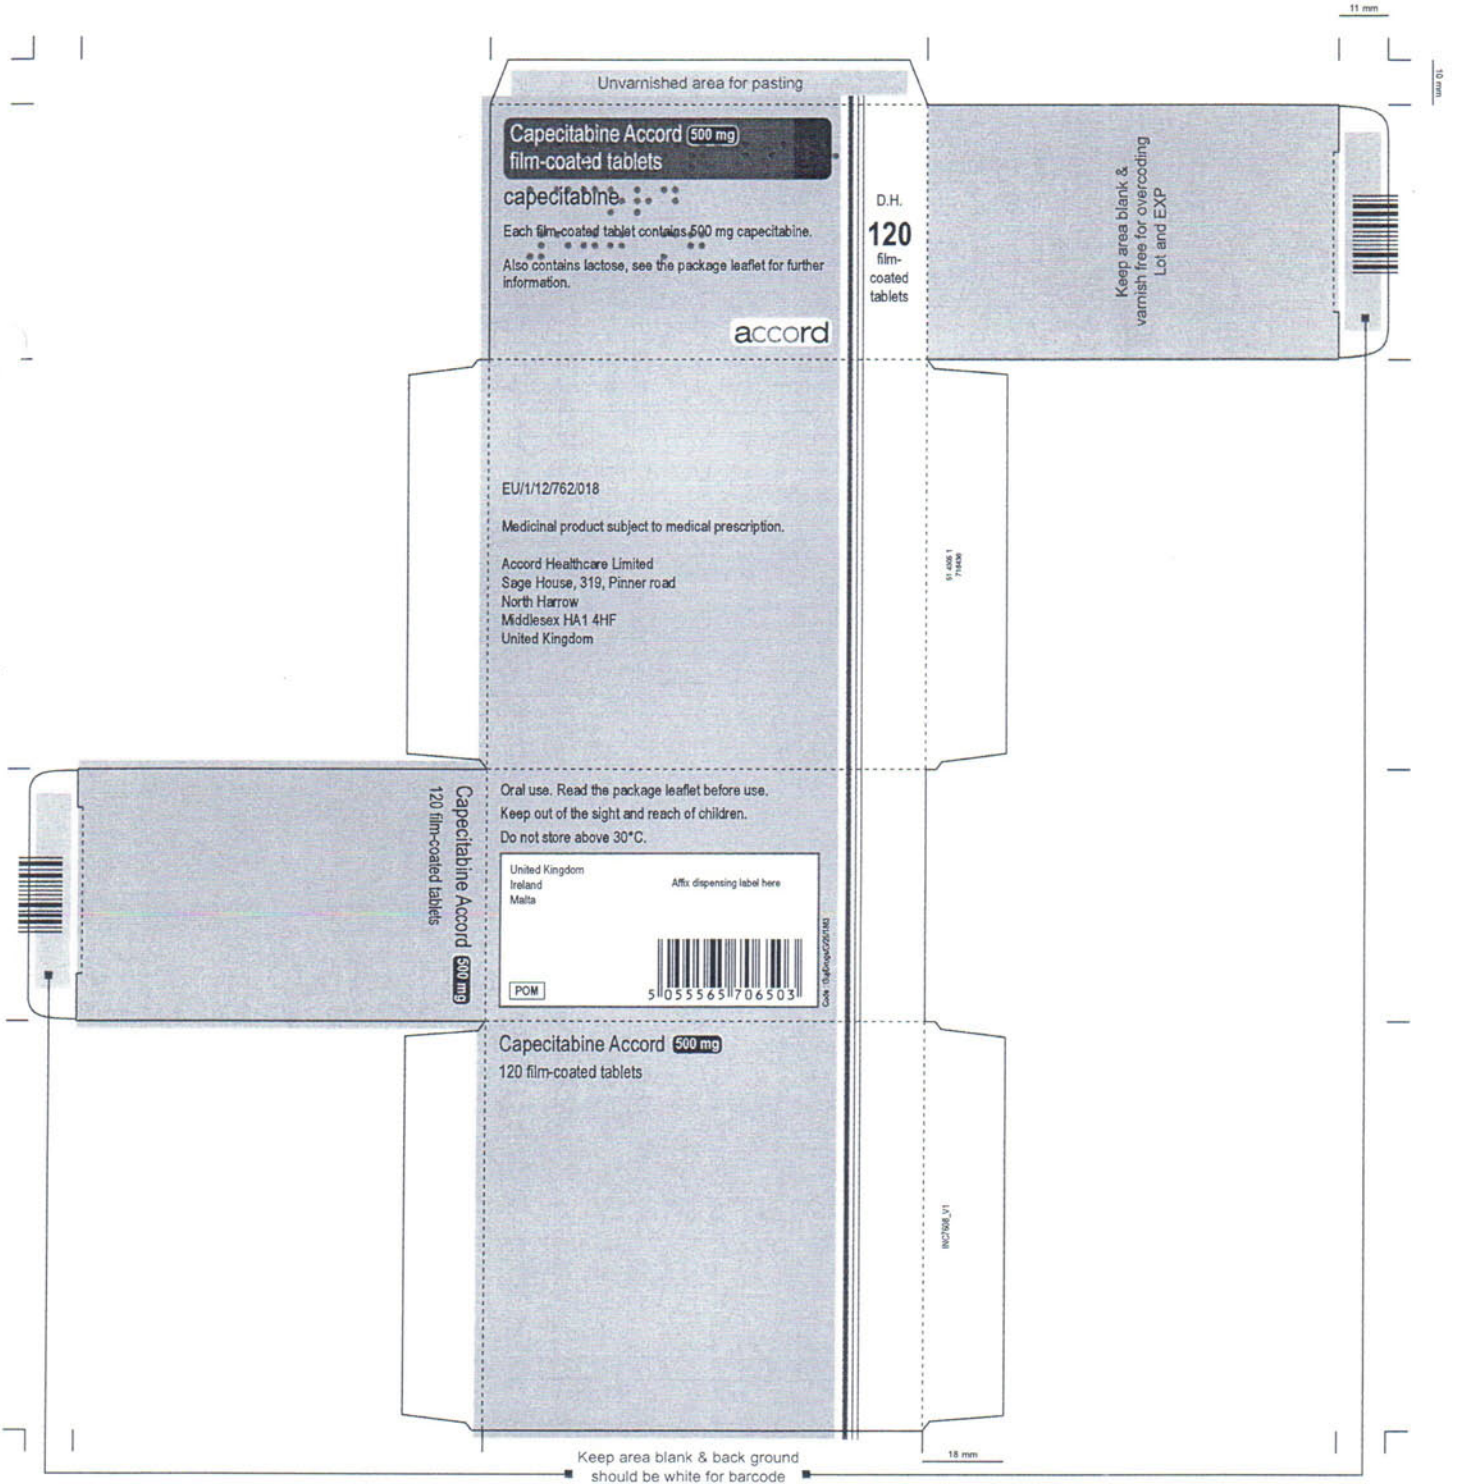 11 mm
10 mm
Unvarnished area for pasting
Capecitabine Accord 500 mg
film-coated tablets
capecitabine
Each film-coated tablet contains 500 mg capecitabine.
Also contains lactose, see the package leaflet for further
information.
accord
D.H.
120
film-
coated
tablets
Keep area blank &
varnish free for overcoding
Lot and EXP
EU/1/12/762/018
Medicinal product subject to medical prescription.
Accord Healthcare Limited
Sage House, 319, Pinner road
North Harrow
Middlesex HA1 4HF
United Kingdom
Capecitabine Accord 500 mg
120 film-coated tablets
Oral use. Read the package leaflet before use.
Keep out of the sight and reach of children.
Do not store above 30°C.
United Kingdom
Ireland
Malta
Affix dispensing label here
POM
5 055565 706503
Capecitabine Accord 500 mg
120 film-coated tablets
18 mm
Keep area blank & back ground
should be white for barcode